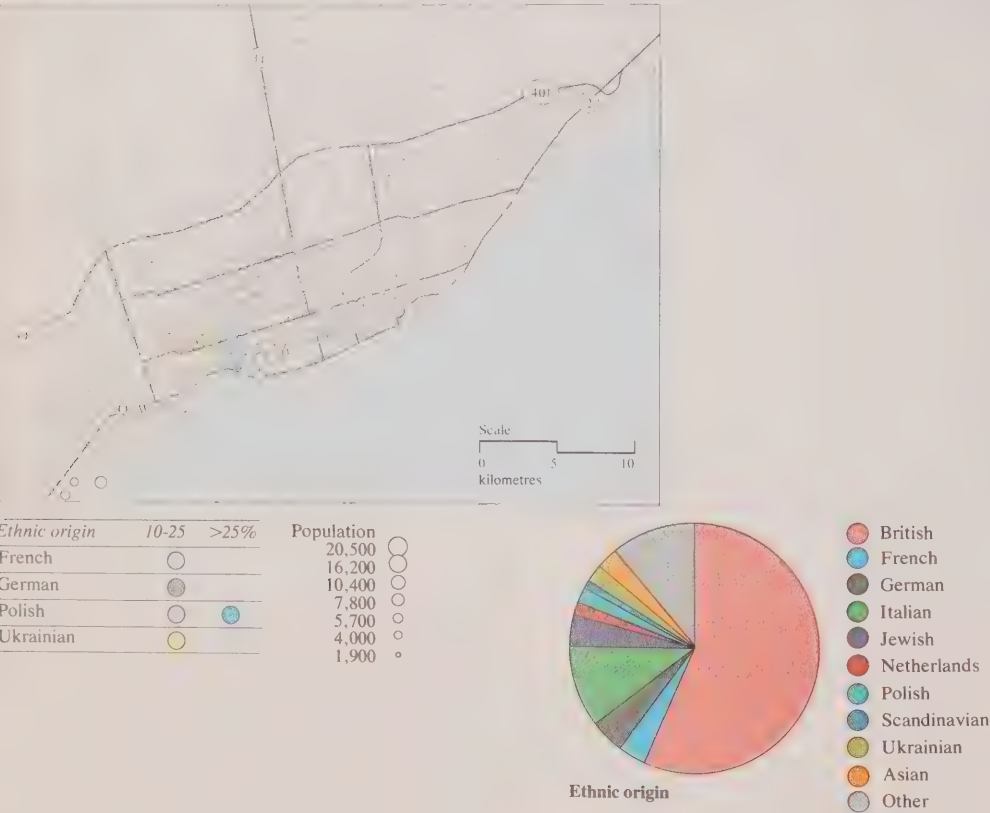 401
Scale
0 5 10
kilometres
Ethnic origin 10-25 >25%
French
German
Polish
Ukrainian
Population
20,500
16,200
10,400
7,800
5,700
4,000
1,900
Ethnic origin
British
French
German
Italian
Jewish
Netherlands
Polish
Scandinavian
Ukrainian
Asian
Other